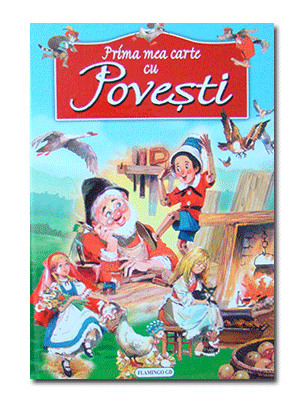 Prima mea carte
cu
Povești
FLAMINGO GD